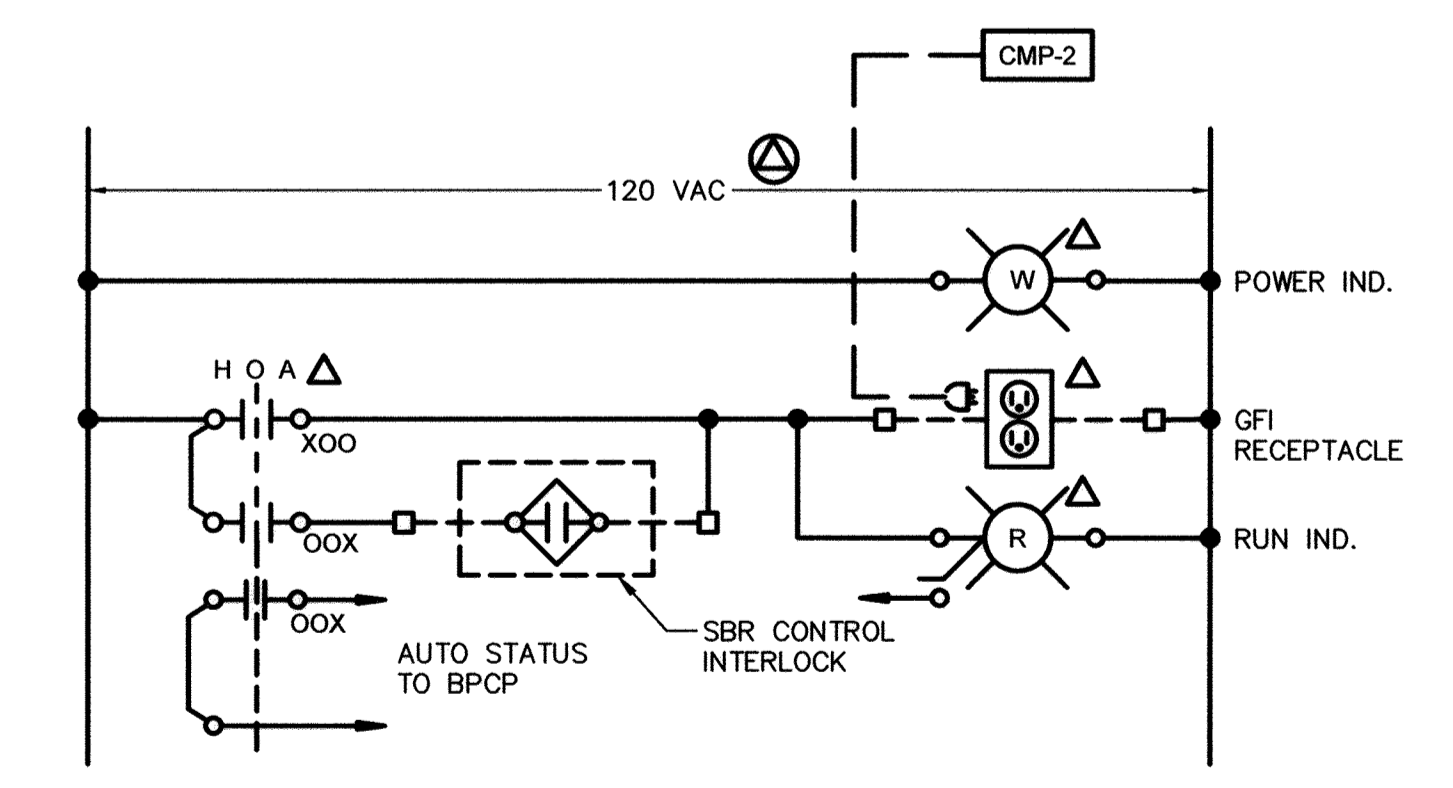 CMP-2
120 VAC
W
POWER IND.
H O A
XOO
GFI
RECEPTACLE
OOX
R
RUN IND.
OOX
AUTO STATUS
TO BPCP
SBR CONTROL
INTERLOCK